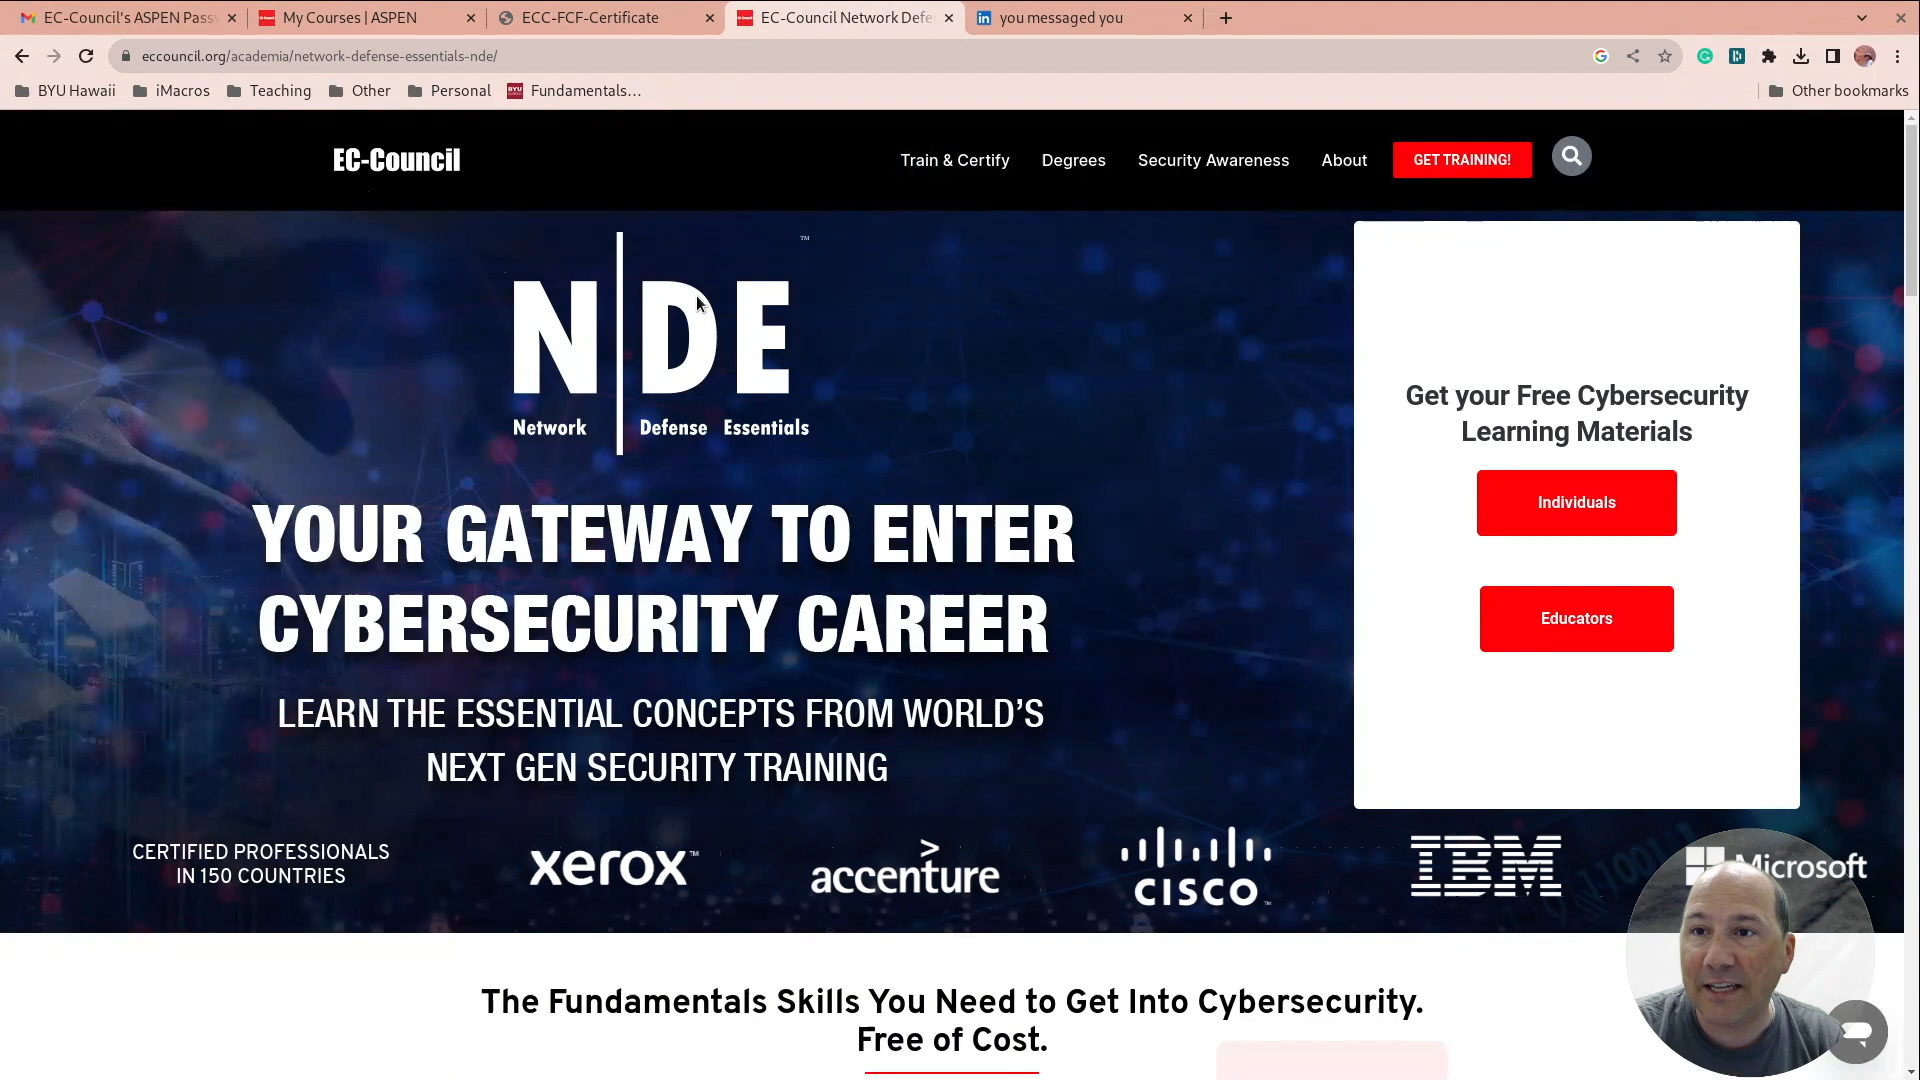 EC-Council's ASPEN Pass
My Courses | ASPEN
ECC-FCF-Certificate
EC-Council Network Defe
you messaged you
eccouncil.org/academia/network-defense-essentials-nde/
BYU Hawaii
iMacros
Teaching
Other
Personal
Fundamentals...
Other bookmarks
EC-Council
Train & Certify
Degrees
Security Awareness
About
GET TRAINING!
NDE
TM
Network Defense Essentials
YOUR GATEWAY TO ENTER
CYBERSECURITY CAREER
LEARN THE ESSENTIAL CONCEPTS FROM WORLD'S
NEXT GEN SECURITY TRAINING
Get your Free Cybersecurity
Learning Materials
Individuals
Educators
CERTIFIED PROFESSIONALS
IN 150 COUNTRIES
xerox™
accenture
CISCO™
IBM
Microsoft
The Fundamentals Skills You Need to Get Into Cybersecurity.
Free of Cost.